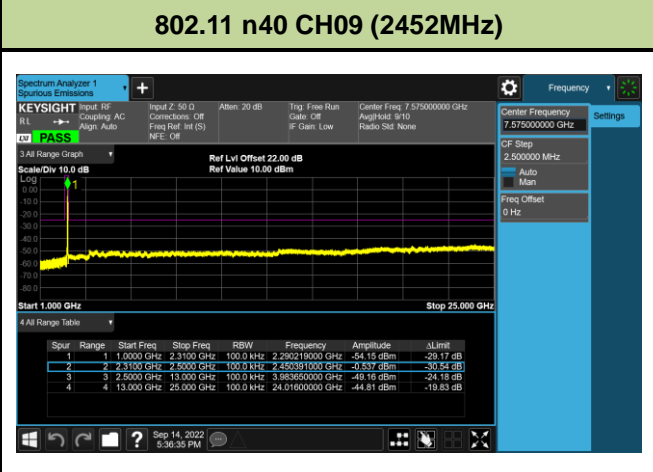 802.11 n40 CH09 (2452MHz)
Spectrum Analyzer 1
Spurious Emissions
Frequency
KEYSIGHT
RL
LXI
PASS
Input: RF
Coupling: AC
Align: Auto
Input Z: 50 Ω
Corrections: Off
Freq Ref: Int (S)
NFE: Off
Atten: 20 dB
Trig: Free Run
Gate: Off
IF Gain: Low
Center Freq: 7.575000000 GHz
Avg|Hold: 9/10
Radio Std: None
Center Frequency
7.575000000 GHz
Settings
CF Step
2.500000 MHz
Auto
Man
Freq Offset
0 Hz
3 All Range Graph
Scale/Div 10.0 dB
Ref Lvl Offset 22.00 dB
Ref Value 10.00 dBm
Log
1
0.00
-10.0
-20.0
-30.0
-40.0
-50.0
-60.0
-70.0
-80.0
Start 1.000 GHz
Stop 25.000 GHz
4 All Range Table
Spur Range Start Freq Stop Freq RBW Frequency Amplitude ΔLimit
1 1 1.0000 GHz 2.3100 GHz 100.0 kHz 2.290219000 GHz -54.15 dBm -29.17 dB
2 2 2.3100 GHz 2.5000 GHz 100.0 kHz 2.450391000 GHz -0.537 dBm -30.54 dB
3 3 2.5000 GHz 13.000 GHz 100.0 kHz 3.983650000 GHz -49.16 dBm -24.18 dB
4 4 13.000 GHz 25.000 GHz 100.0 kHz 24.01600000 GHz -44.81 dBm -19.83 dB
?
Sep 14, 2022
5:36:35 PM